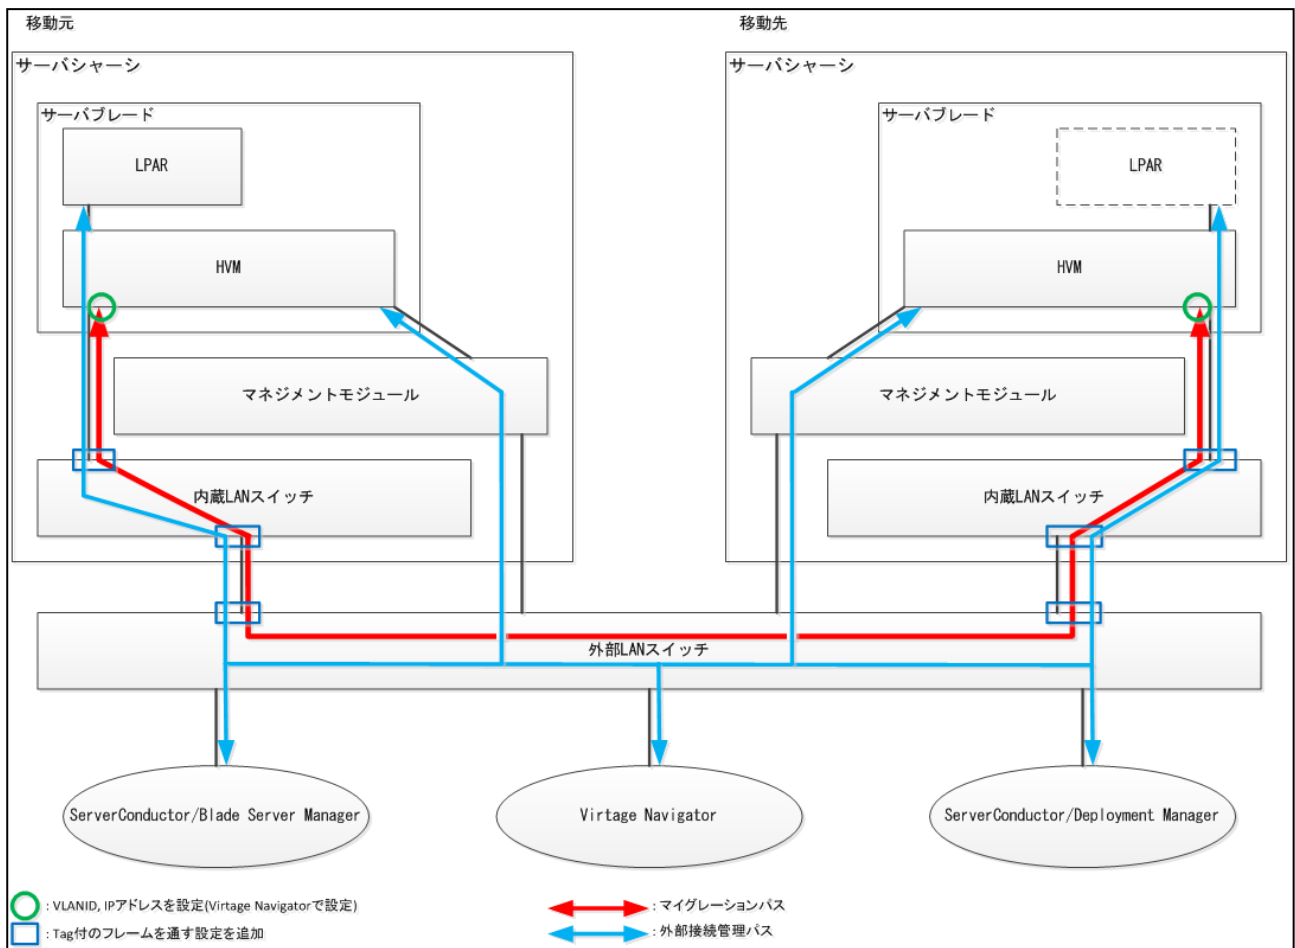 移動元
移動先
サーバシャーシ
サーバシャーシ
サーバブレード
サーバブレード
LPAR
LPAR
HVM
HVM
マネジメントモジュール
マネジメントモジュール
内蔵LANスイッチ
内蔵LANスイッチ
外部LANスイッチ
ServerConductor/Blade Server Manager
Virtage Navigator
ServerConductor/Deployment Manager
: VLANID, IPアドレスを設定(Virtage Navigatorで設定)
: マイグレーションパス
: Tag付のフレームを通す設定を追加
: 外部接続管理パス